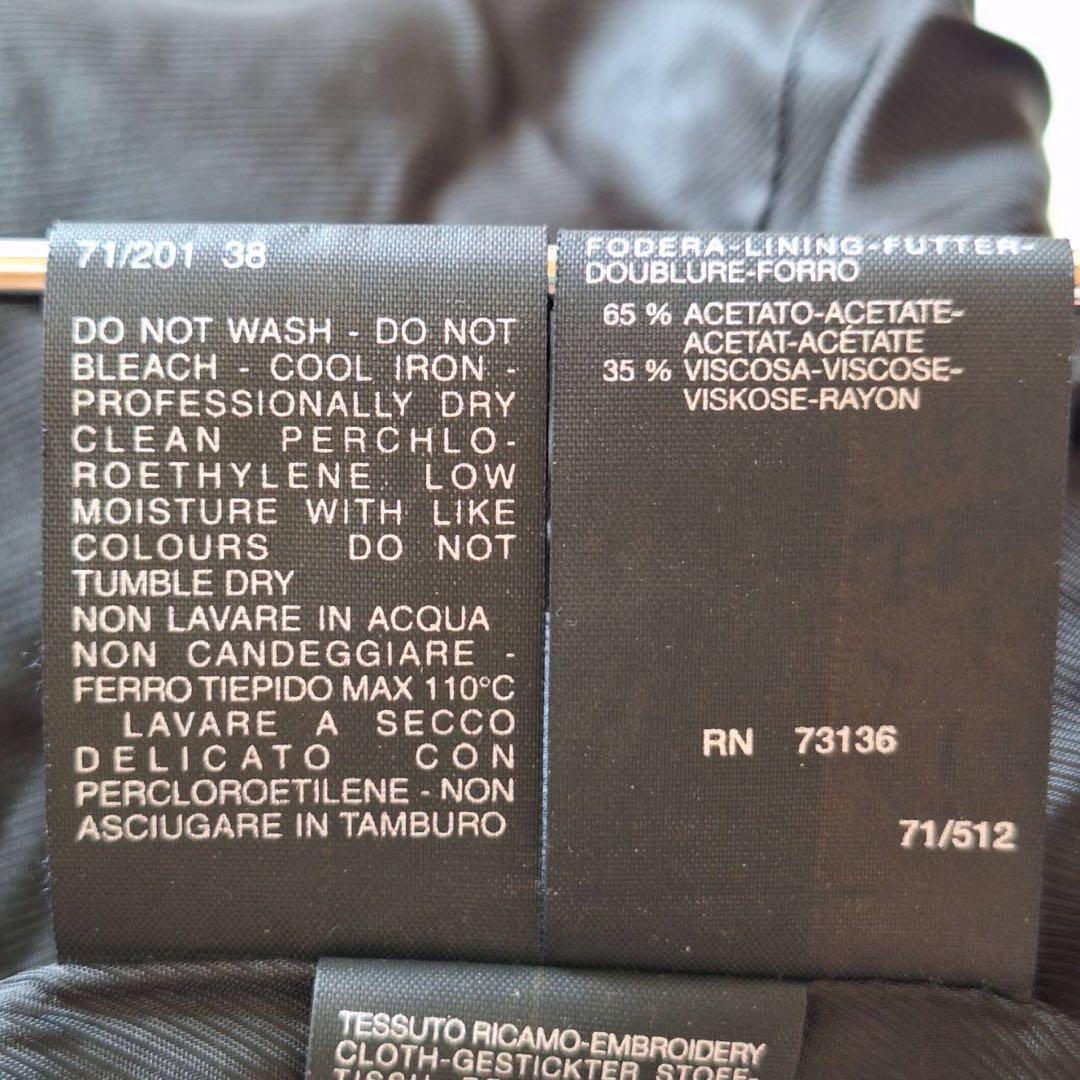 71/201 38
DO NOT WASH - DO NOT
BLEACH - COOL IRON -
PROFESSIONALLY DRY
CLEAN PERCHLO-
ROETHYLENE LOW
MOISTURE WITH LIKE
COLOURS DO NOT
TUMBLE DRY
NON LAVARE IN ACQUA
NON CANDEGGIARE -
FERRO TIEPIDO MAX 110°C
LAVARE A SECCO
DELICATO CON
PERCLOROETILENE - NON
ASCIUGARE IN TAMBURO
FODERA-LINING-FUTTER-
DOUBLURE-FORRO
65 % ACETATO-ACETATE-
ACETAT-ACÉTATE
35 % VISCOSA-VISCOSE-
VISKOSE-RAYON
RN 73136
71/512
TESSUTO RICAMO-EMBROIDERY
CLOTH-GESTICKTER STOFF-